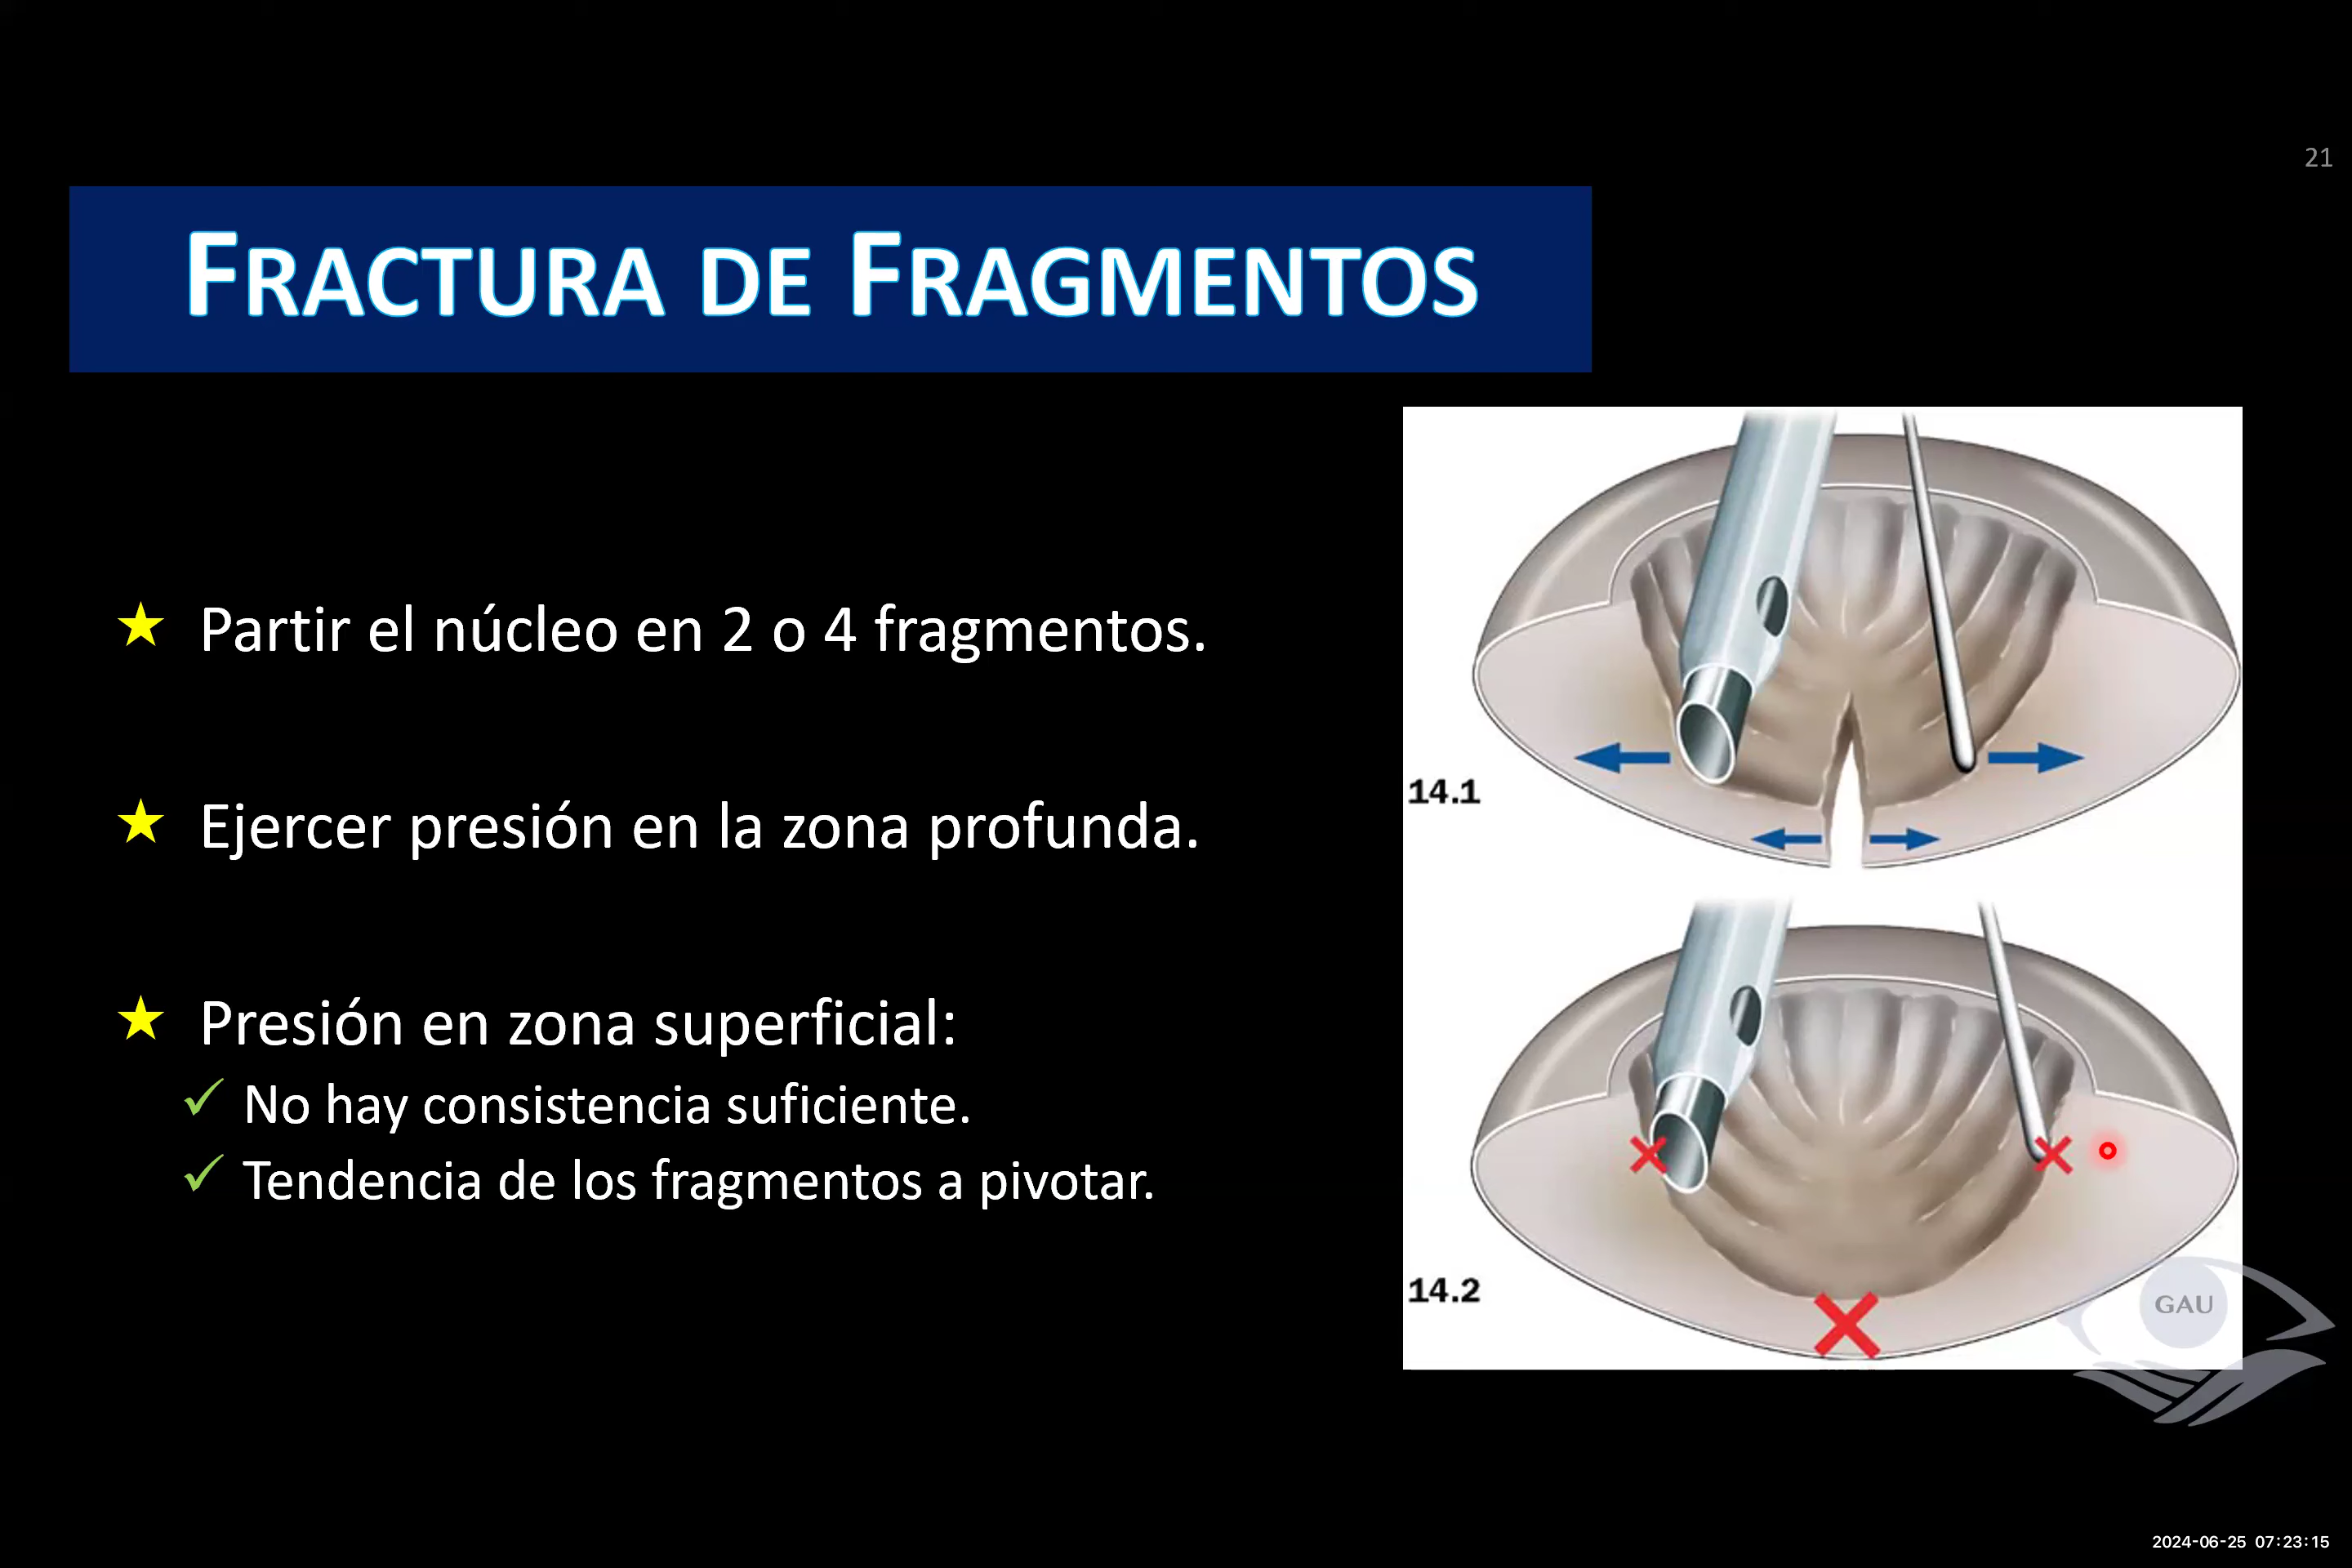 21
FRACTURA DE FRAGMENTOS
Partir el núcleo en 2 o 4 fragmentos.
Ejercer presión en la zona profunda.
Presión en zona superficial:
No hay consistencia suficiente.
Tendencia de los fragmentos a pivotar.
14.1
14.2
GAU
2024-06-25 07:23:15